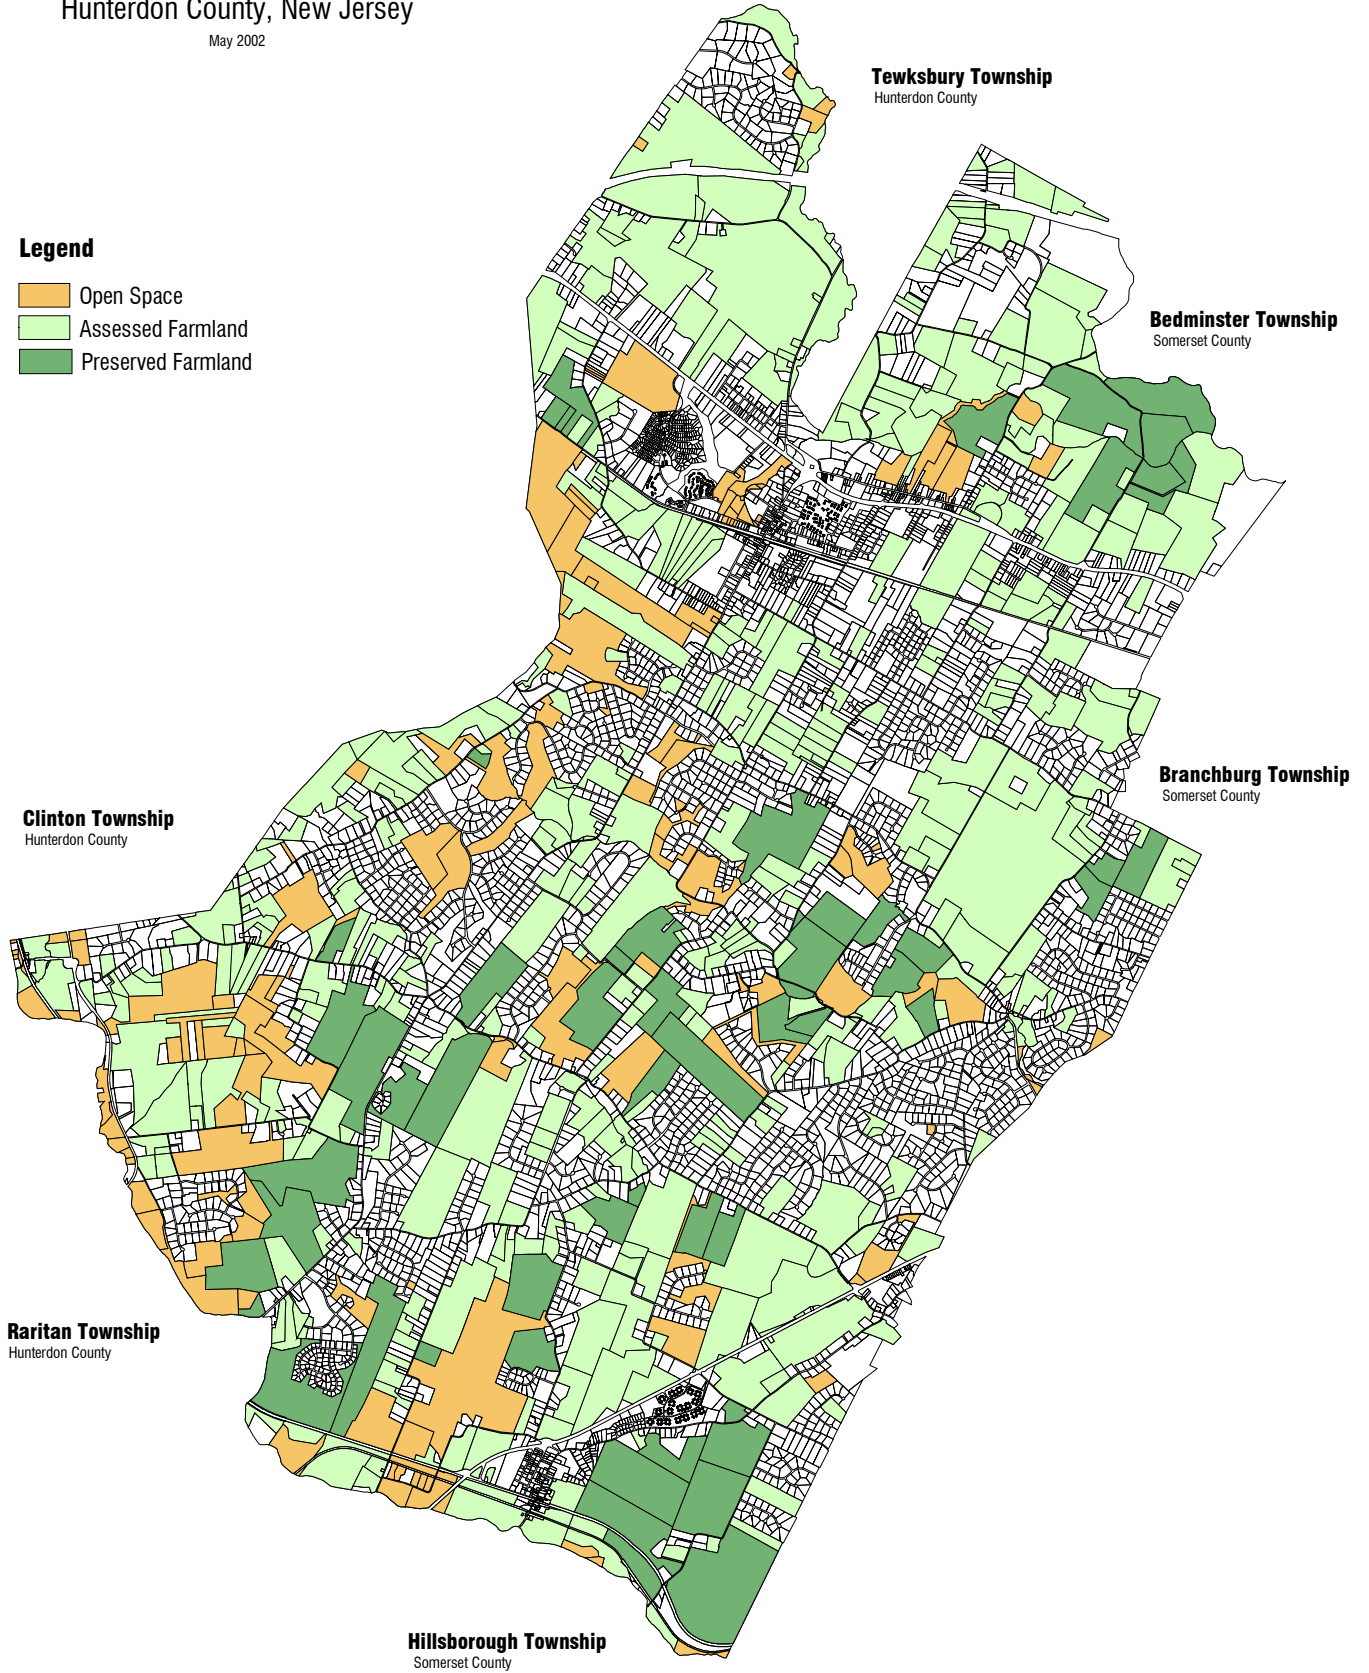 Hunterdon County, New Jersey
May 2002
Tewksbury Township
Hunterdon County
Legend
Open Space
Assessed Farmland
Preserved Farmland
Bedminster Township
Somerset County
Branchburg Township
Somerset County
Clinton Township
Hunterdon County
Raritan Township
Hunterdon County
Hillsborough Township
Somerset County